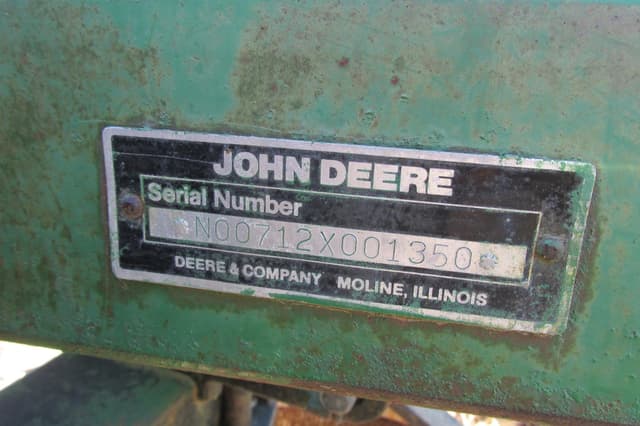 JOHN DEERE
Serial Number
*N00712X001350*
DEERE & COMPANY MOLINE, ILLINOIS